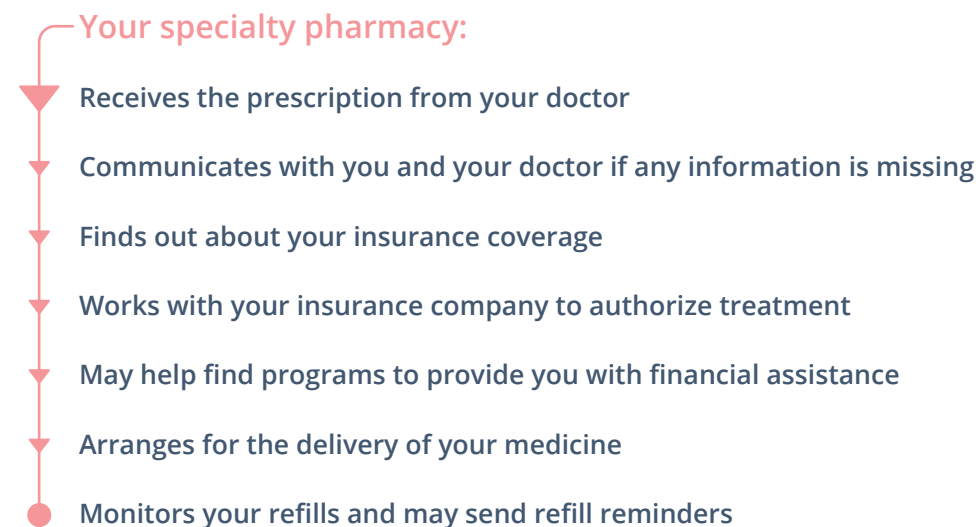 Your specialty pharmacy:
Receives the prescription from your doctor
Communicates with you and your doctor if any information is missing
Finds out about your insurance coverage
Works with your insurance company to authorize treatment
May help find programs to provide you with financial assistance
Arranges for the delivery of your medicine
Monitors your refills and may send refill reminders